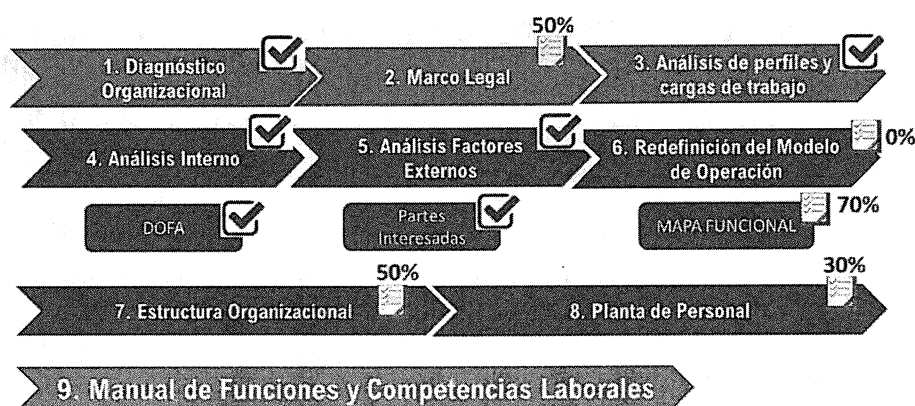 50%
1. Diagnóstico
Organizacional
2. Marco Legal
3. Análisis de perfiles y
cargas de trabajo
4. Análisis Interno
5. Análisis Factores
Externos
6. Redefinición del Modelo
de Operación
0%
DOFA
Partes
Interesadas
MAPA FUNCIONAL
70%
50%
30%
7. Estructura Organizacional
8. Planta de Personal
9. Manual de Funciones y Competencias Laborales